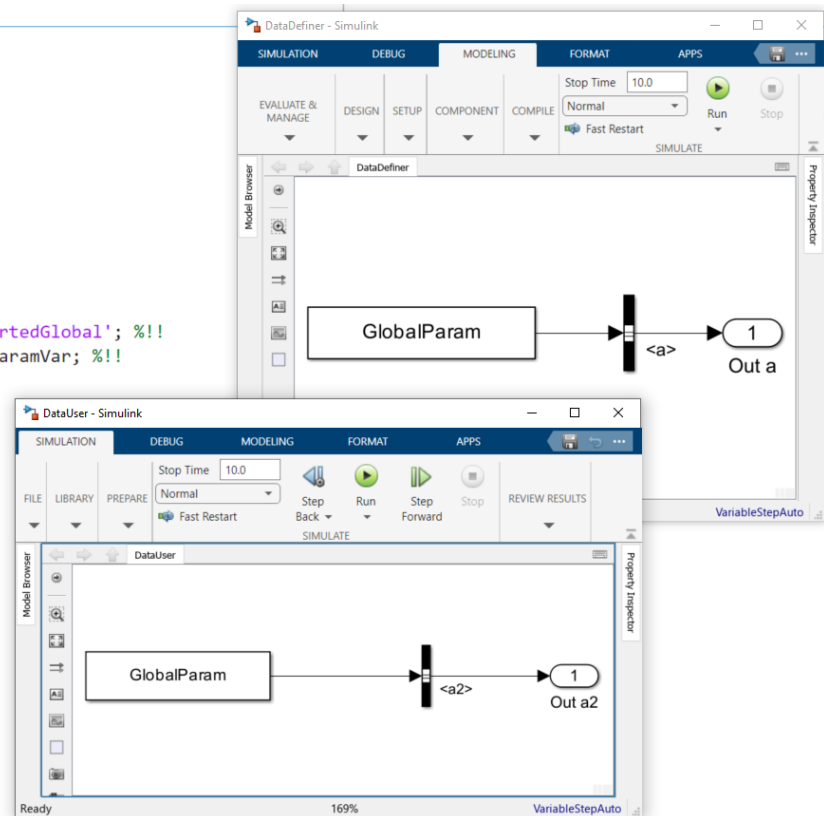 DataDefiner - Simulink
SIMULATION DEBUG MODELING FORMAT APPS
EVALUATE &
MANAGE
DESIGN SETUP COMPONENT COMPILE
Stop Time 10.0
Normal
Fast Restart
Run Stop
SIMULATE
Model Browser
DataDefiner
Property Inspector
GlobalParam
<a>
1
Out a
VariableStepAuto
rtedGlobal'; %!!
aramVar; %!!
DataUser - Simulink
SIMULATION DEBUG MODELING FORMAT APPS
FILE LIBRARY PREPARE
Stop Time 10.0
Normal
Fast Restart
Step
Back
Run
Step
Forward
Stop
REVIEW RESULTS
SIMULATE
Model Browser
DataUser
Property Inspector
GlobalParam
<a2>
1
Out a2
Ready 169% VariableStepAuto